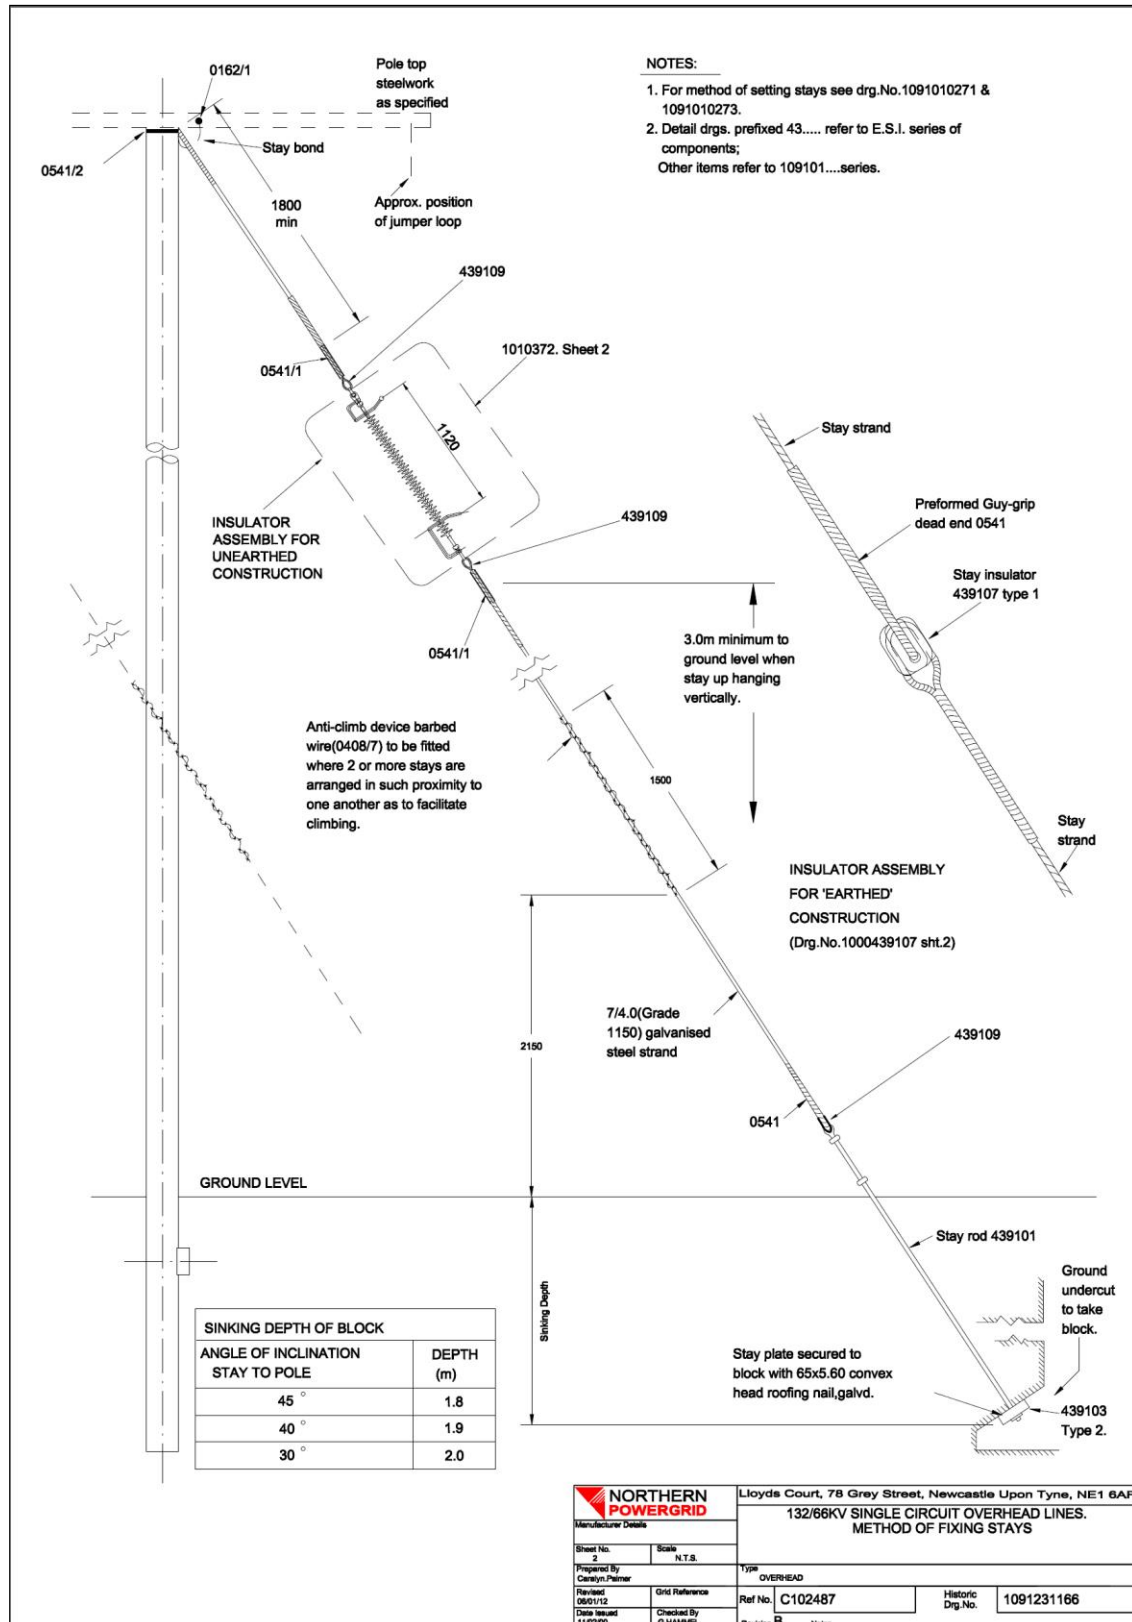 0162/1
Pole top
steelwork
as specified
NOTES:
1. For method of setting stays see drg.No.1091010271 &
1091010273.
2. Detail drgs. prefixed 43..... refer to E.S.I. series of
components;
Other items refer to 109101....series.
Stay bond
0541/2
1800
min
Approx. position
of jumper loop
439109
1010372. Sheet 2
0541/1
1120
Stay strand
INSULATOR
ASSEMBLY FOR
UNEARTHED
CONSTRUCTION
439109
Preformed Guy-grip
dead end 0541
Stay insulator
439107 type 1
0541/1
3.0m minimum to
ground level when
stay up hanging
vertically.
Anti-climb device barbed
wire(0408/7) to be fitted
where 2 or more stays are
arranged in such proximity to
one another as to facilitate
climbing.
1500
Stay
strand
INSULATOR ASSEMBLY
FOR 'EARTHED'
CONSTRUCTION
(Drg.No.1000439107 sht.2)
7/4.0(Grade
1150) galvanised
steel strand
2150
439109
0541
GROUND LEVEL
Stay rod 439101
Ground
undercut
to take
block.
Sinking Depth
SINKING DEPTH OF BLOCK
ANGLE OF INCLINATION STAY TO POLE
DEPTH (m)
45 ° 1.8
40 ° 1.9
30 ° 2.0
Stay plate secured to
block with 65x5.60 convex
head roofing nail,galvd.
439103
Type 2.
NORTHERN
POWERGRID
Lloyds Court, 78 Grey Street, Newcastle Upon Tyne, NE1 6AF
Manufacturer Details
132/66KV SINGLE CIRCUIT OVERHEAD LINES.
METHOD OF FIXING STAYS
Sheet No.
2
Scale
N.T.S.
Prepared By
Caralyn.Palmer
Type
OVERHEAD
Revised
06/01/12
Grid Reference
Ref No. C102487
Historic
Drg.No.
1091231166
Date Issued
Checked By
B